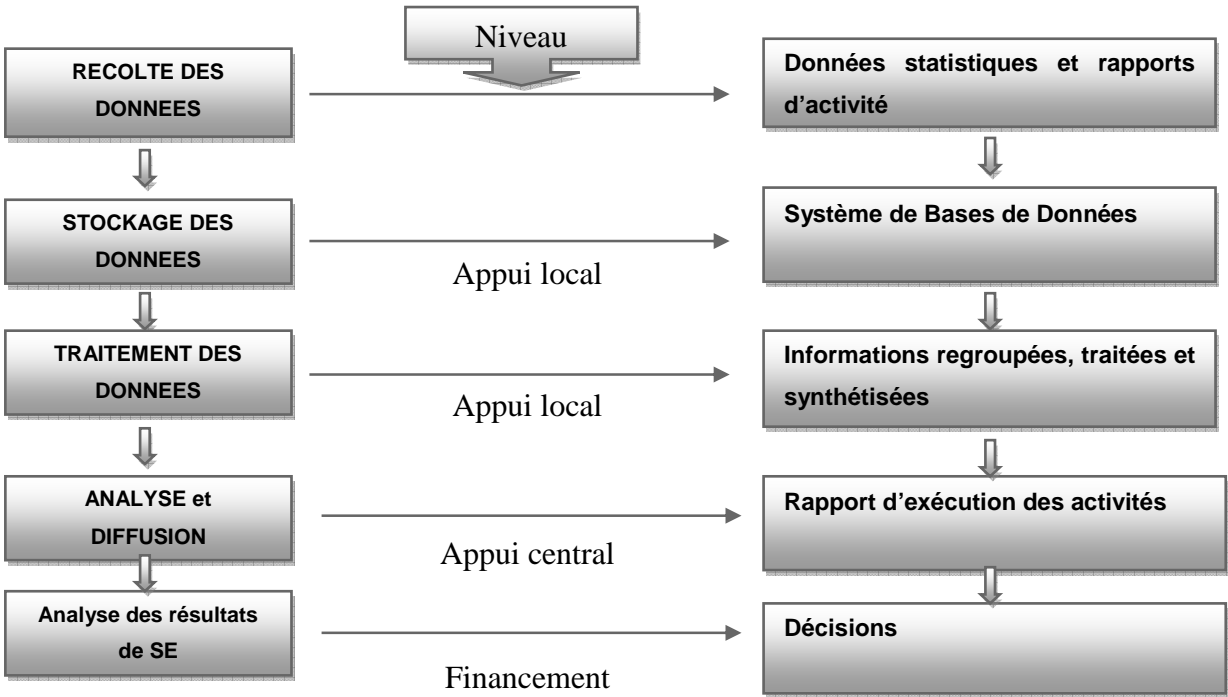 Niveau
RECOLTE DES
DONNEES
Données statistiques et rapports
d’activité
STOCKAGE DES
DONNEES
Appui local
Système de Bases de Données
TRAITEMENT DES
DONNEES
Appui local
Informations regroupées, traitées et
synthétisées
ANALYSE et
DIFFUSION
Appui central
Rapport d’exécution des activités
Analyse des résultats
de SE
Financement
Décisions